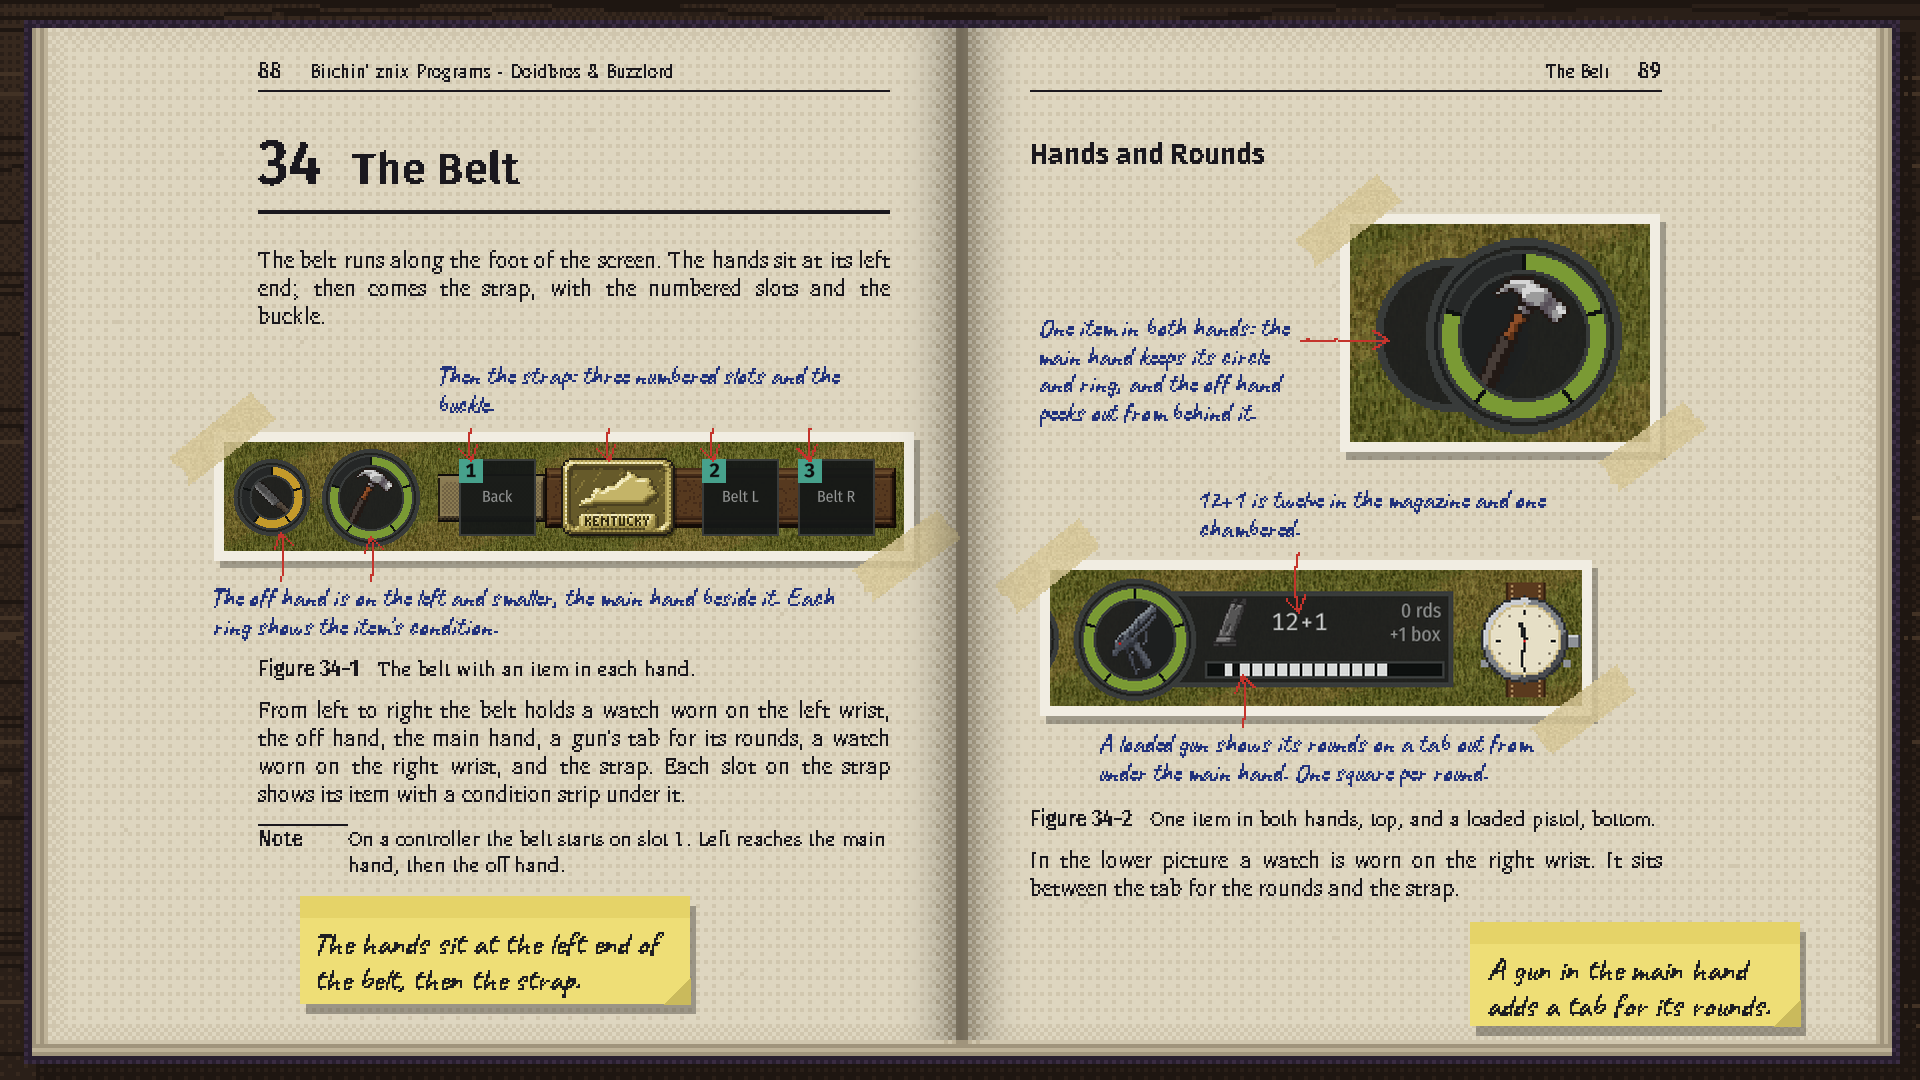 88 Birchin' znix Programs - Doidbros & Buzzlord
34 The Belt
The belt runs along the foot of the screen. The hands sit at its left
end; then comes the strap, with the numbered slots and the
buckle.
Then the strap: three numbered slots and the
buckle.
1
Back
KENTUCKY
2
Belt L
3
Belt R
The off hand is on the left and smaller, the main hand beside it. Each
ring shows the item's condition.
Figure 34-1 The belt with an item in each hand.
From left to right the belt holds a watch worn on the left wrist,
the off hand, the main hand, a gun's tab for its rounds, a watch
worn on the right wrist, and the strap. Each slot on the strap
shows its item with a condition strip under it.
Note On a controller the belt starts on slot 1. Left reaches the main
hand, then the off hand.
The hands sit at the left end of
the belt, then the strap.
The Belt 89
Hands and Rounds
One item in both hands: the
main hand keeps its circle
and ring, and the off hand
peeks out from behind it.
12+1 is twelve in the magazine and one
chambered.
12+1
0 rds
+1 box
A loaded gun shows its rounds on a tab out from
under the main hand. One square per round.
Figure 34-2 One item in both hands, top, and a loaded pistol, bottom.
In the lower picture a watch is worn on the right wrist. It sits
between the tab for the rounds and the strap.
A gun in the main hand
adds a tab for its rounds.